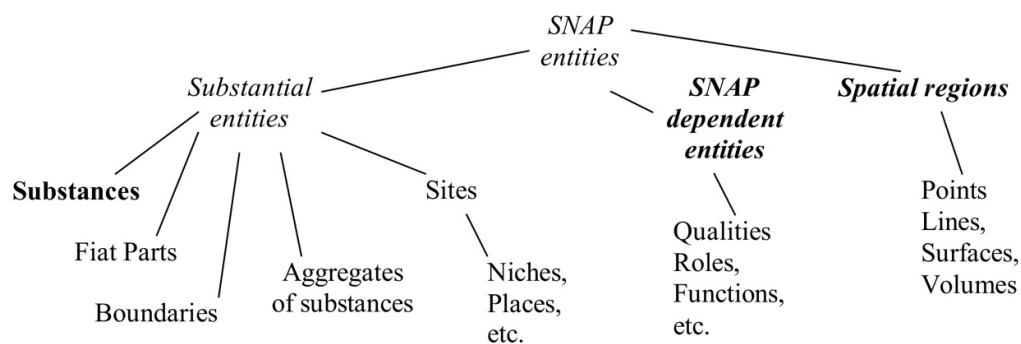 SNAP
entities
Substantial
entities
SNAP
dependent
entities
Spatial regions
Substances
Fiat Parts
Boundaries
Aggregates
of substances
Sites
Niches,
Places,
etc.
Qualities
Roles,
Functions,
etc.
Points
Lines,
Surfaces,
Volumes